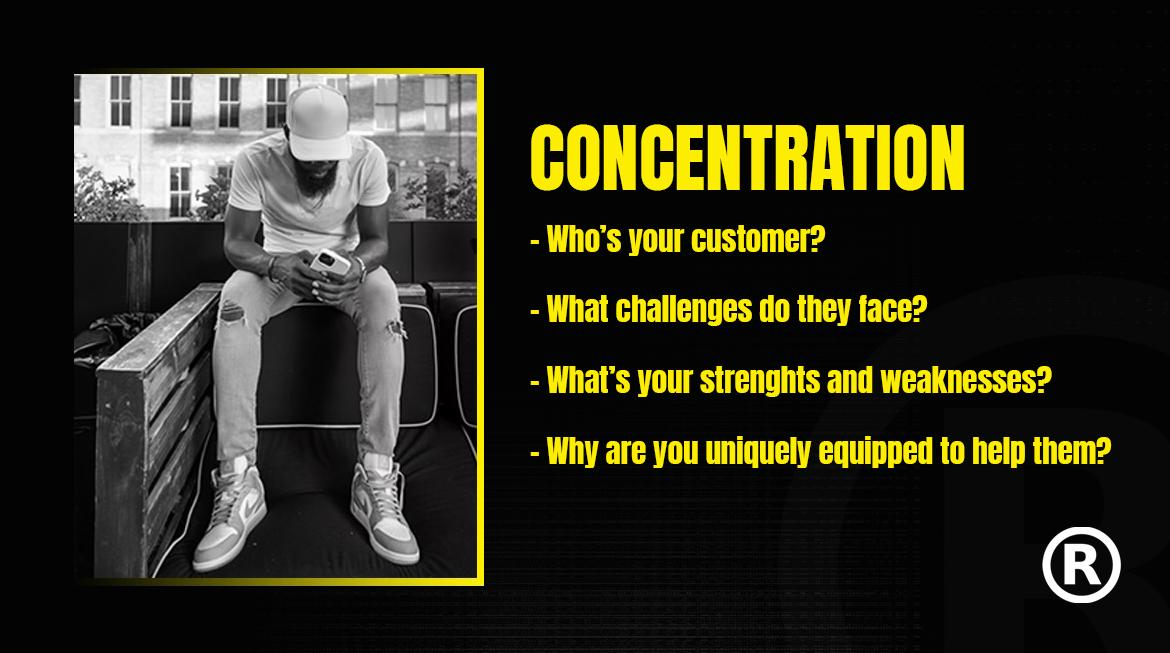 CONCENTRATION
- Who’s your customer?
- What challenges do they face?
- What’s your strenghts and weaknesses?
- Why are you uniquely equipped to help them?
®